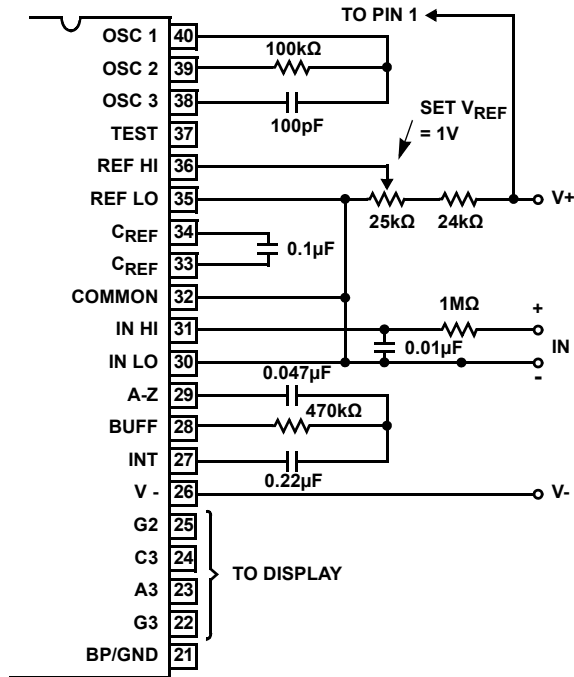 TO PIN 1
OSC 1 40
100kΩ
OSC 2 39
OSC 3 38
100pF
TEST 37
SET VREF
= 1V
REF HI 36
REF LO 35
25kΩ 24kΩ
V+
CREF 34
0.1µF
CREF 33
COMMON 32
1MΩ
+
IN HI 31
0.01µF
IN
IN LO 30
-
0.047µF
A-Z 29
470kΩ
BUFF 28
INT 27
0.22µF
V - 26
V-
G2 25
C3 24
TO DISPLAY
A3 23
G3 22
BP/GND 21